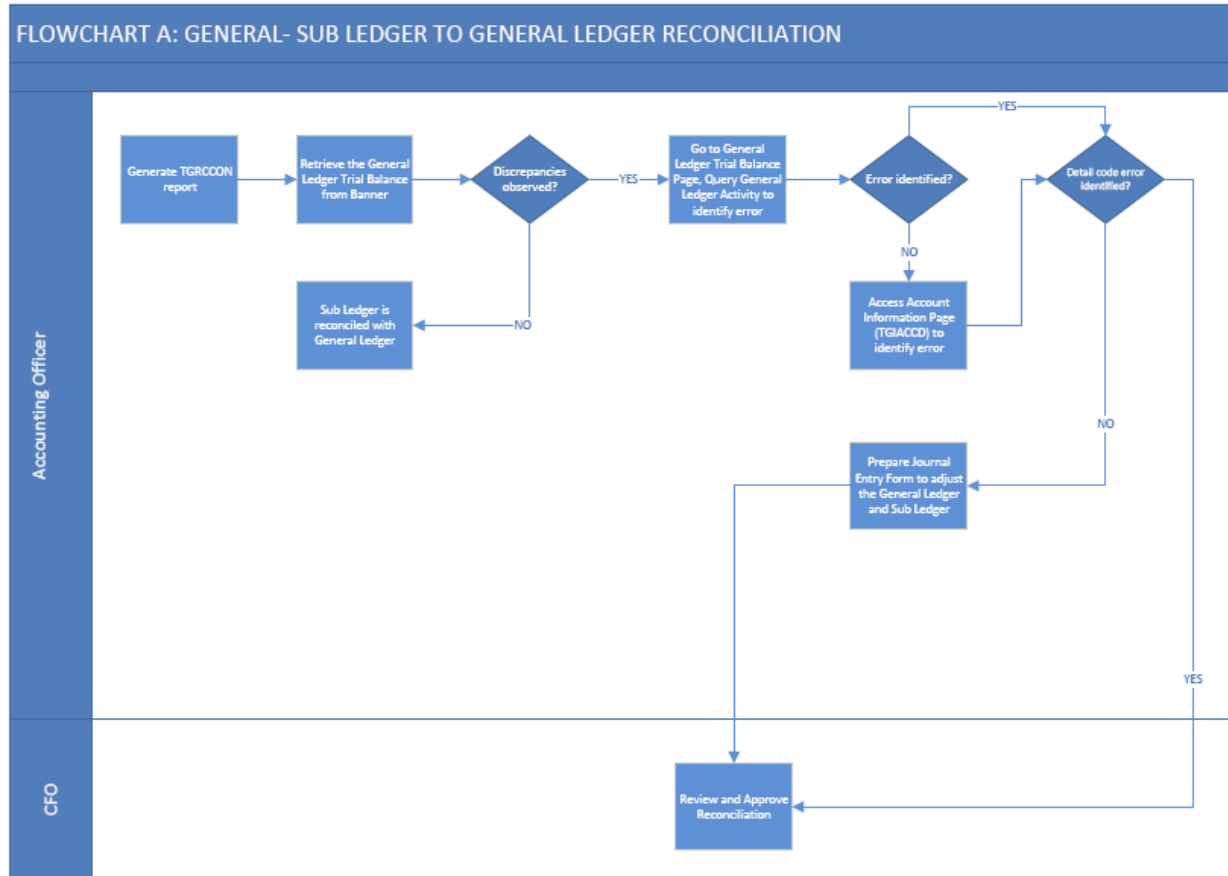 FLOWCHART A: GENERAL- SUB LEDGER TO GENERAL LEDGER RECONCILIATION
Accounting Officer
Generate TGRCCON
report
Retrieve the General
Ledger Trial Balance
from Banner
Discrepancies
observed?
YES
Go to General
Ledger Trial Balance
Page, Query General
Ledger Activity to
identify error
Error identified?
YES
Detail code error
identified?
NO
Sub Ledger is
reconciled with
General Ledger
NO
Access Account
Information Page
(TGIACCD) to
identify error
NO
Prepare Journal
Entry Form to adjust
the General Ledger
and Sub Ledger
YES
CFO
Review and Approve
Reconciliation